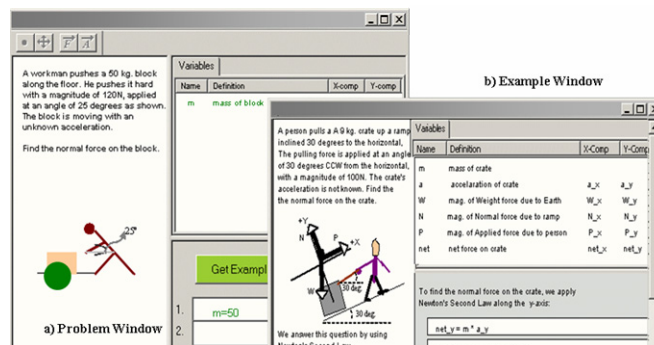 A workman pushes a 50 kg. block
along the floor. He pushes it hard
with a magnitude of 120N, applied
at an angle of 25 degrees as shown.
The block is moving with an
unknown acceleration.
Find the normal force on the block.
25°
a) Problem Window
Variables
Name Definition X-comp Y-comp
m mass of block
Get Exampl
1. m=50
2.
b) Example Window
A person pulls a kg. crate up a ramp
inclined 30 degrees to the horizontal,
The pulling force is applied at an angle
of 30 degrees CCW from the horizontal,
with a magnitude of 100N. The crate's
acceleration is not known. Find the
the normal force on the crate.
+Y
N
P
+X
W
30 deg
30 deg.
We answer this question by using
Newton's Second Law
Variables
Name Definition X-Comp Y-Comp
m mass of crate
a accelaration of crate a_x a_y
W mag. of Weight force due to Earth W_x W_y
N mag. of Normal force due to ramp N_x N_y
P mag. of Applied force due to person P_x P_y
net net force on crate net_x net_y
To find the normal force on the crate, we apply
Newton's Second Law along the y-axis:
net_y = m * a_y